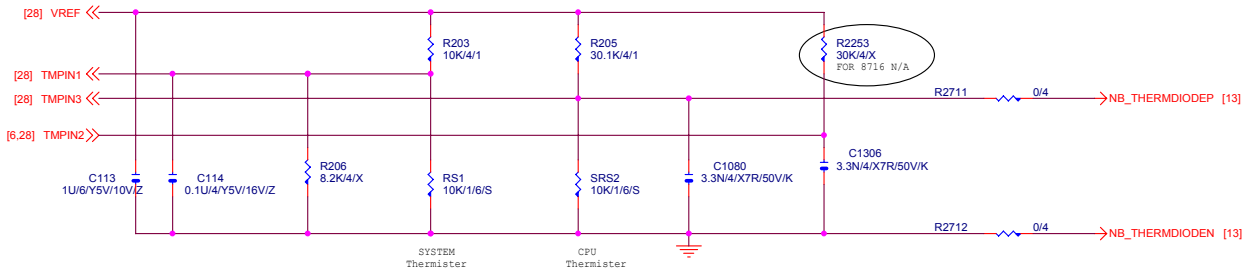 [28] VREF
R203
10K/4/1
R205
30.1K/4/1
R2253
30K/4/X
FOR 8716 N/A
[28] TMPIN1
[28] TMPIN3
R2711
0/4
NB_THERMDIODEP [13]
[6,28] TMPIN2
C113
1U/6/Y5V/10V/Z
C114
0.1U/4/Y5V/16V/Z
R206
8.2K/4/X
RS1
10K/1/6/S
SRS2
10K/1/6/S
C1080
3.3N/4/X7R/50V/K
C1306
3.3N/4/X7R/50V/K
R2712
0/4
NB_THERMDIODEN [13]
SYSTEM
Thermister
CPU
Thermister